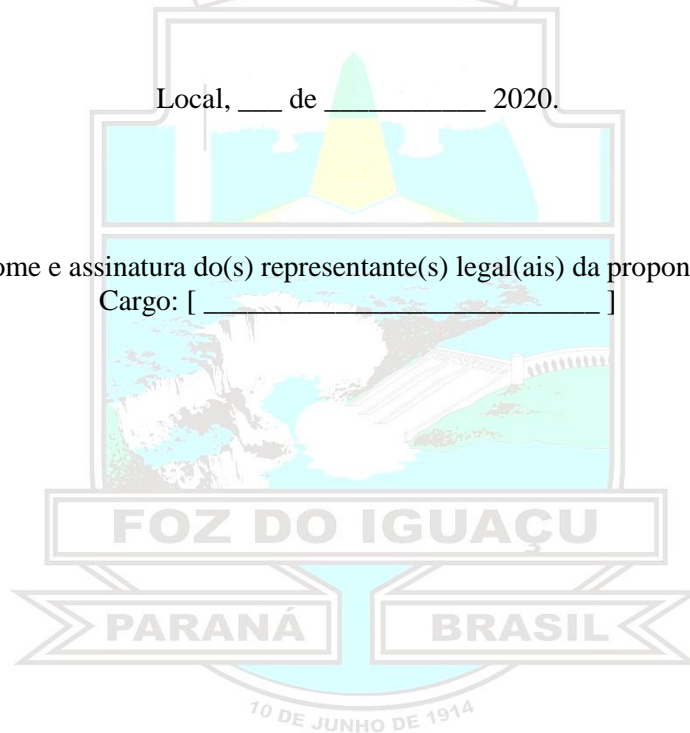 Local, ___ de ___________ 2020.
ome e assinatura do(s) representante(s) legal(ais) da propon
Cargo: [ ___________________________ ]
FOZ DO IGUAÇU
PARANÁ
BRASIL
10 DE JUNHO DE 1914